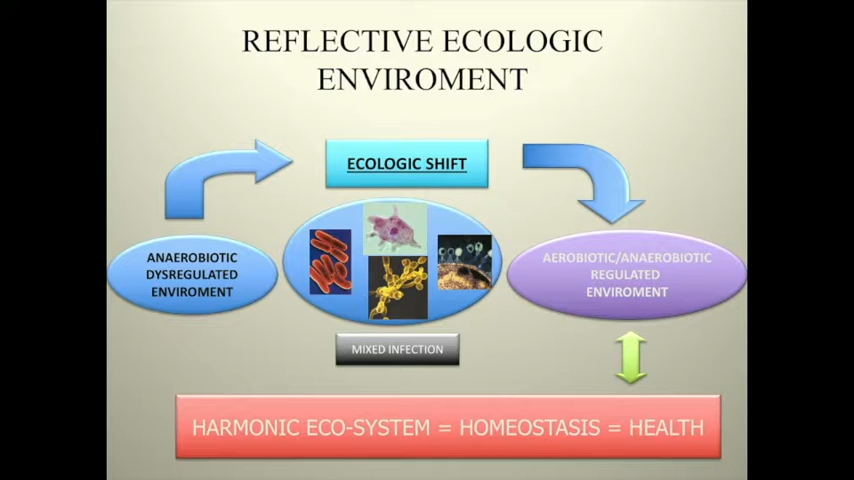 REFLECTIVE ECOLOGIC
ENVIROMENT
ECOLOGIC SHIFT
ANAEROBIOTIC
DYSREGULATED
ENVIROMENT
AEROBIOTIC/ANAEROBIOTIC
REGULATED
ENVIROMENT
MIXED INFECTION
HARMONIC ECO-SYSTEM = HOMEOSTASIS = HEALTH